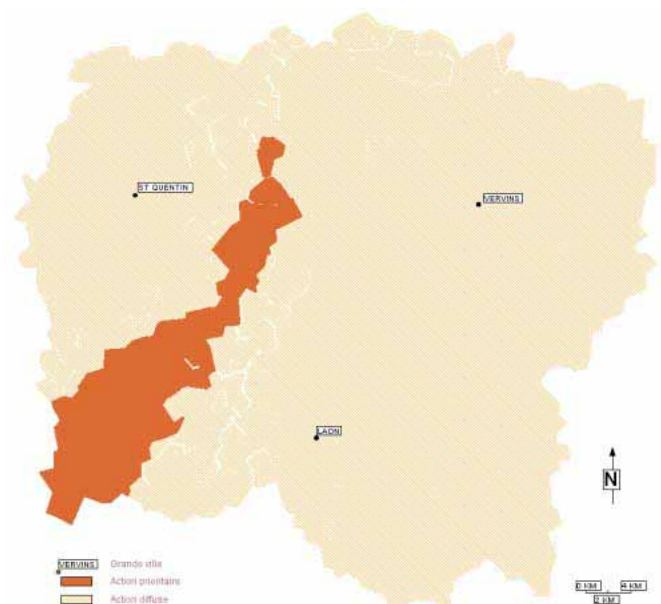 ST QUENTIN
VERVINS
LAON
N
VERVINS Grande ville
Action prioritaire
Action diffuse
0 KM 4 KM
2 KM